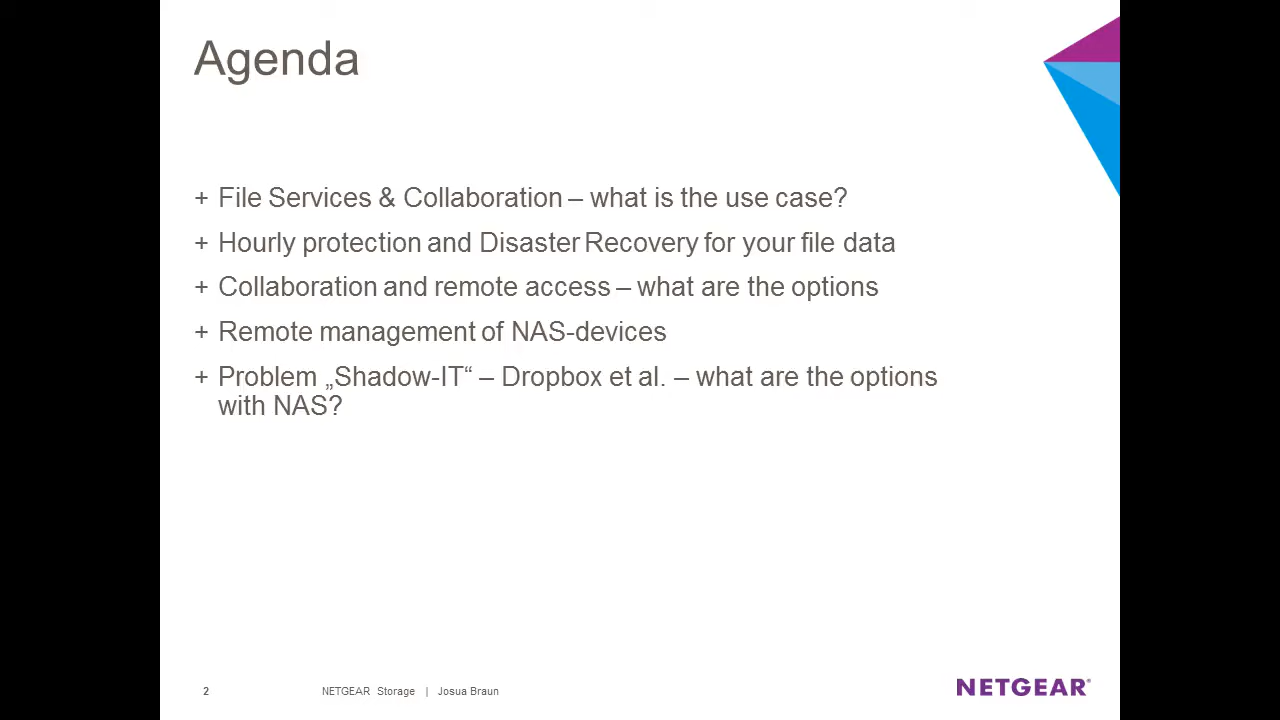 Agenda
+ File Services & Collaboration – what is the use case?
+ Hourly protection and Disaster Recovery for your file data
+ Collaboration and remote access – what are the options
+ Remote management of NAS-devices
+ Problem „Shadow-IT“ – Dropbox et al. – what are the options
with NAS?
2 NETGEAR Storage | Josua Braun
NETGEAR®